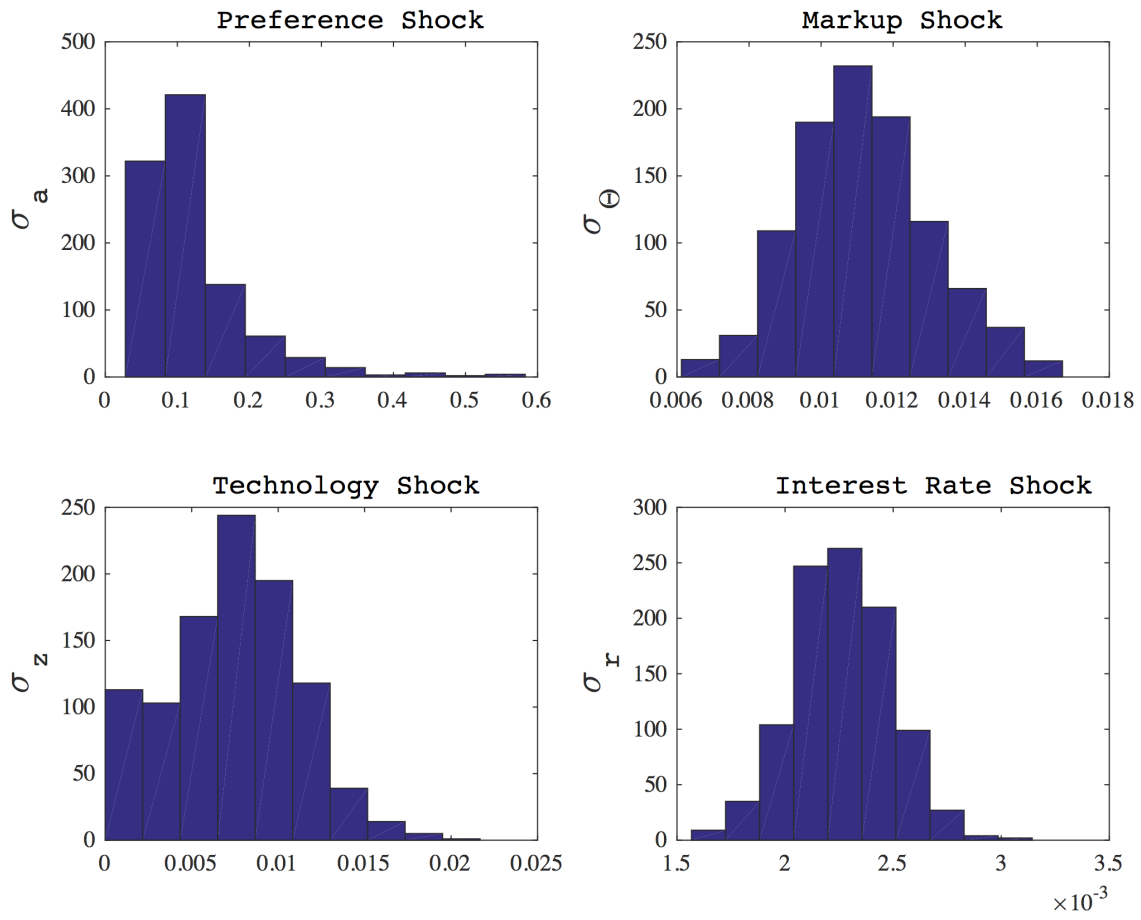 Preference Shock
500
400
300
200
100
0
σ a
0 0.1 0.2 0.3 0.4 0.5 0.6
Markup Shock
250
200
150
100
50
0
σ Θ
0.006 0.008 0.01 0.012 0.014 0.016 0.018
Technology Shock
250
200
150
100
50
0
σ z
0 0.005 0.01 0.015 0.02 0.025
Interest Rate Shock
300
250
200
150
100
50
0
σ r
1.5 2 2.5 3 3.5
×10⁻³